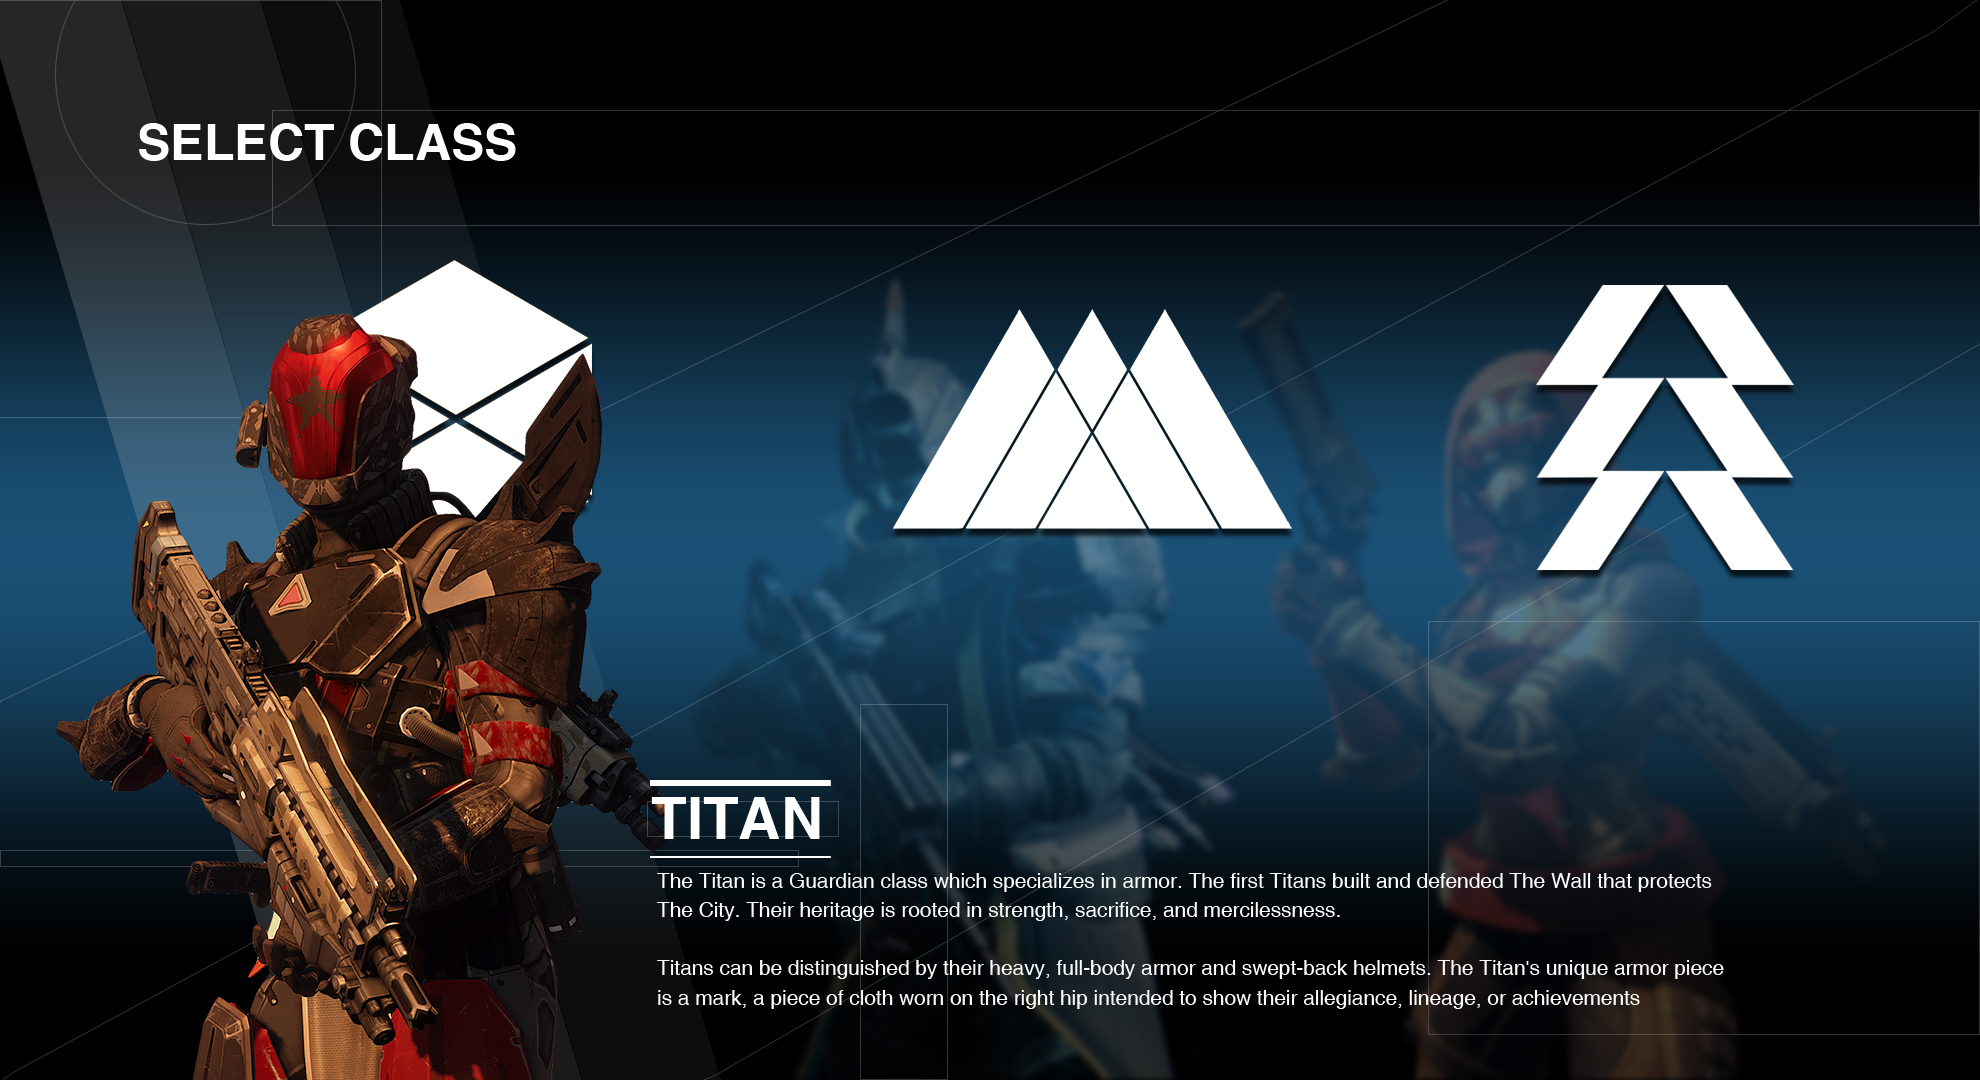 SELECT CLASS
TITAN
The Titan is a Guardian class which specializes in armor. The first Titans built and defended The Wall that protects
The City. Their heritage is rooted in strength, sacrifice, and mercilessness.
Titans can be distinguished by their heavy, full-body armor and swept-back helmets. The Titan's unique armor piece
is a mark, a piece of cloth worn on the right hip intended to show their allegiance, lineage, or achievements